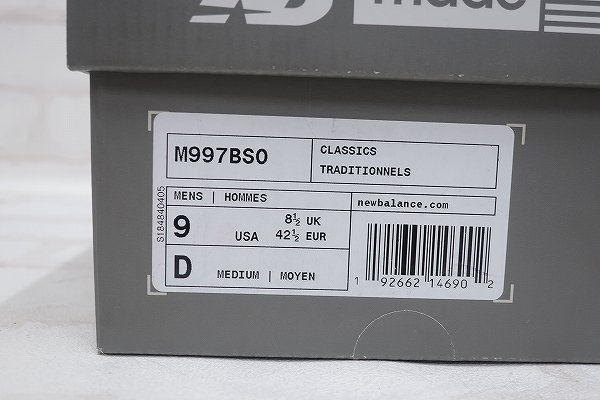 NB made
M997BSO
CLASSICS
TRADITIONNELS
MENS | HOMMES
newbalance.com
9
8½ UK
USA 42½ EUR
D
MEDIUM | MOYEN
1 92662 14690 2
S184840405